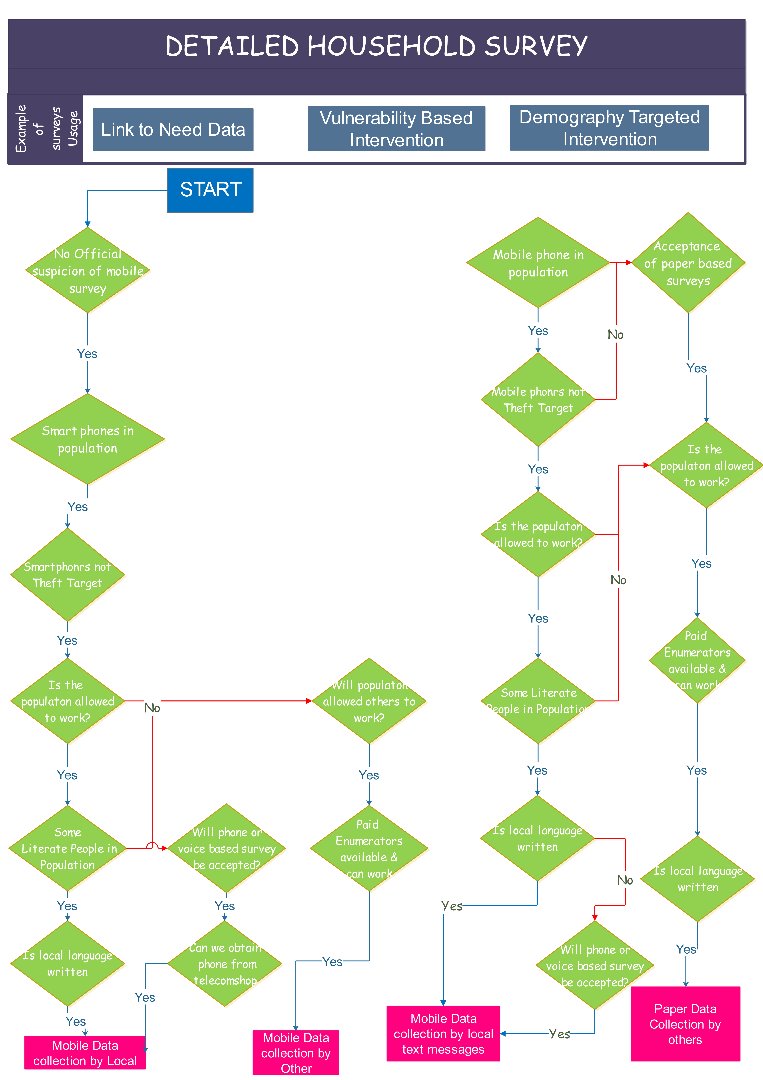 DETAILED HOUSEHOLD SURVEY
Example
of
surveys
Usage
Link to Need Data
Vulnerability Based
Intervention
Demography Targeted
Intervention
START
No Official
suspicion of mobile
survey
Yes
Smart phones in
population
Yes
Smartphonrs not
Theft Target
Yes
Is the
populaton allowed
to work?
No
Yes
Some
Literate People in
Population
Yes
Is local language
written
Yes
Mobile Data
collection by Local
Will phone or
voice based survey
be accepted?
Yes
Can we obtain
phone from
telecomshop
Yes
Will populaton
allowed others to
work?
Yes
Paid
Enumerators
available &
can work
Yes
Mobile Data
collection by
Other
Mobile phone in
population
Yes
No
Mobile phonrs not
Theft Target
Yes
Is the populaton
allowed to work?
No
Yes
Some Literate
People in Population
Yes
Is local language
written
No
Yes
Will phone or
voice based survey
be accepted?
Yes
Mobile Data
collection by local
text messages
Acceptance
of paper based
surveys
Yes
Is the
populaton allowed
to work?
Yes
Paid
Enumerators
available &
can work
Yes
Is local language
written
Yes
Paper Data
Collection by
others